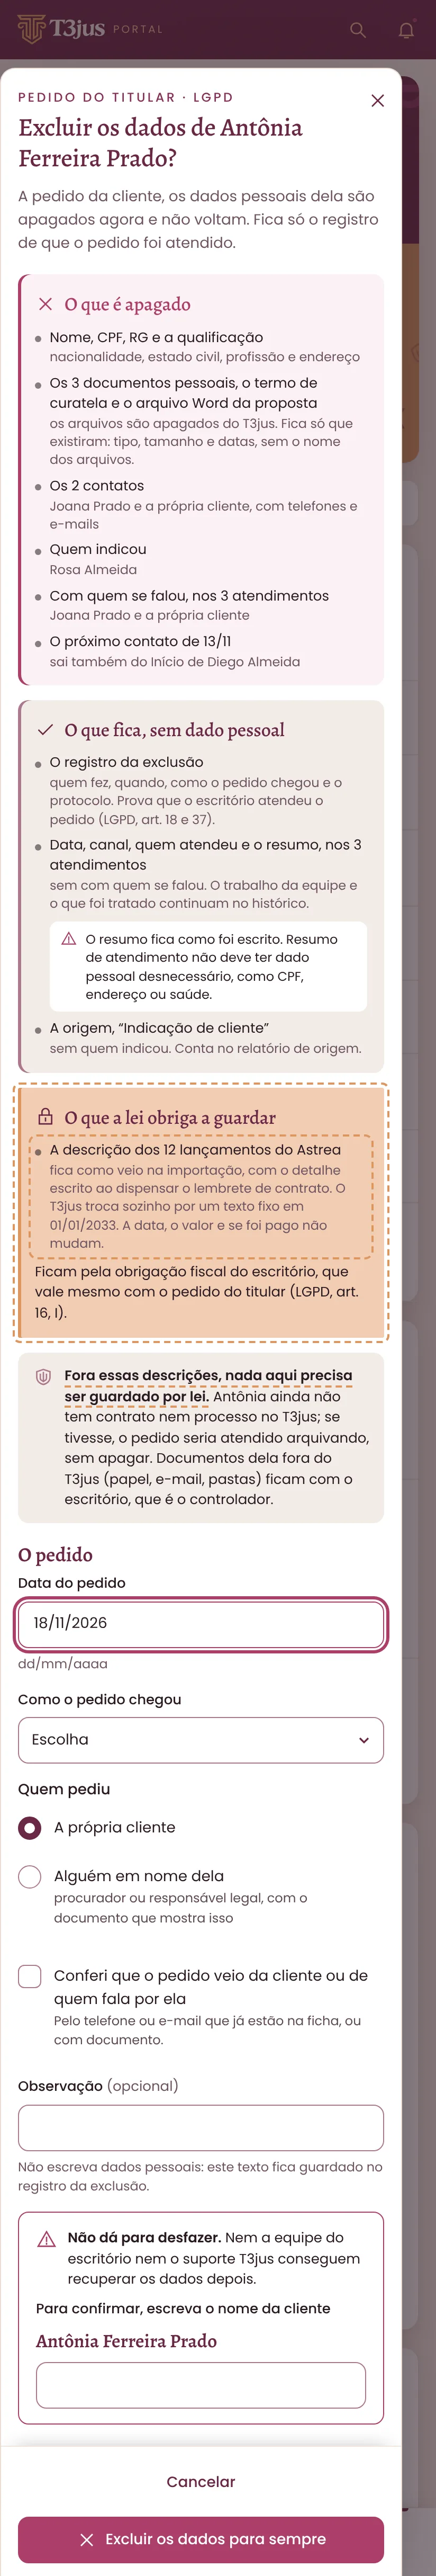 T3jus PORTAL
PEDIDO DO TITULAR · LGPD
Excluir os dados de Antônia
Ferreira Prado?
A pedido da cliente, os dados pessoais dela são
apagados agora e não voltam. Fica só o registro
de que o pedido foi atendido.
O que é apagado
Nome, CPF, RG e a qualificação
nacionalidade, estado civil, profissão e endereço
Os 3 documentos pessoais, o termo de
curatela e o arquivo Word da proposta
os arquivos são apagados do T3jus. Fica só que
existiram: tipo, tamanho e datas, sem o nome
dos arquivos.
Os 2 contatos
Joana Prado e a própria cliente, com telefones e
e-mails
Quem indicou
Rosa Almeida
Com quem se falou, nos 3 atendimentos
Joana Prado e a própria cliente
O próximo contato de 13/11
sai também do Início de Diego Almeida
O que fica, sem dado pessoal
O registro da exclusão
quem fez, quando, como o pedido chegou e o
protocolo. Prova que o escritório atendeu o
pedido (LGPD, art. 18 e 37).
Data, canal, quem atendeu e o resumo, nos 3
atendimentos
sem com quem se falou. O trabalho da equipe e
o que foi tratado continuam no histórico.
O resumo fica como foi escrito. Resumo
de atendimento não deve ter dado
pessoal desnecessário, como CPF,
endereço ou saúde.
A origem, “Indicação de cliente”
sem quem indicou. Conta no relatório de origem.
O que a lei obriga a guardar
A descrição dos 12 lançamentos do Astrea
fica como veio na importação, com o detalhe
escrito ao dispensar o lembrete de contrato. O
T3jus troca sozinho por um texto fixo em
01/01/2033. A data, o valor e se foi pago não
mudam.
Ficam pela obrigação fiscal do escritório, que
vale mesmo com o pedido do titular (LGPD, art.
16, I).
Fora essas descrições, nada aqui precisa
ser guardado por lei. Antônia ainda não
tem contrato nem processo no T3jus; se
tivesse, o pedido seria atendido arquivando,
sem apagar. Documentos dela fora do
T3jus (papel, e-mail, pastas) ficam com o
escritório, que é o controlador.
O pedido
Data do pedido
18/11/2026
dd/mm/aaaa
Como o pedido chegou
Escolha
Quem pediu
A própria cliente
Alguém em nome dela
procurador ou responsável legal, com o
documento que mostra isso
Conferi que o pedido veio da cliente ou de
quem fala por ela
Pelo telefone ou e-mail que já estão na ficha, ou
com documento.
Observação (opcional)
Não escreva dados pessoais: este texto fica guardado no
registro da exclusão.
Não dá para desfazer. Nem a equipe do
escritório nem o suporte T3jus conseguem
recuperar os dados depois.
Para confirmar, escreva o nome da cliente
Antônia Ferreira Prado
Cancelar
Excluir os dados para sempre